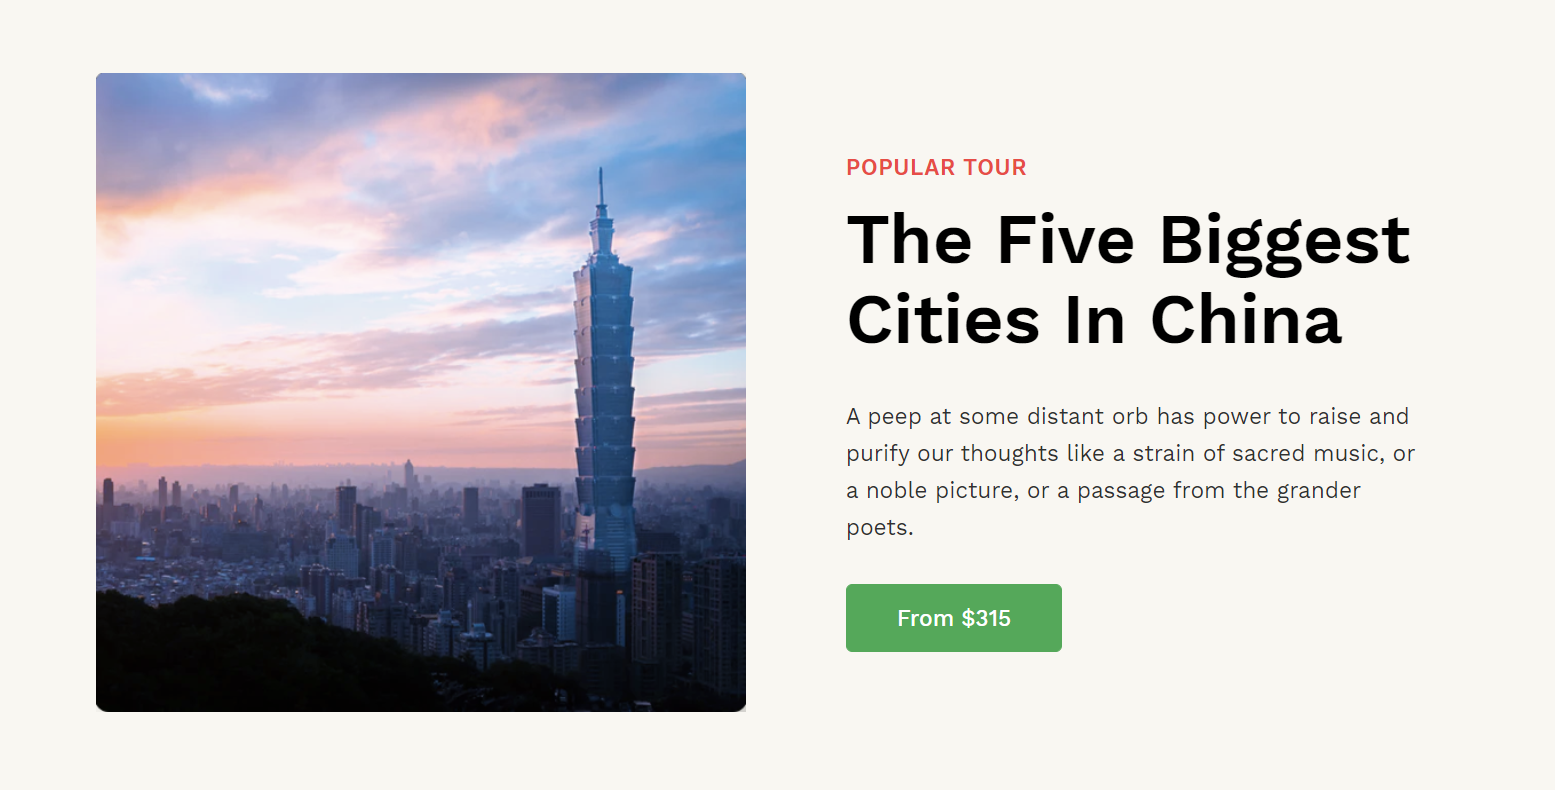 POPULAR TOUR
The Five Biggest
Cities In China
A peep at some distant orb has power to raise and
purify our thoughts like a strain of sacred music, or
a noble picture, or a passage from the grander
poets.
From $315